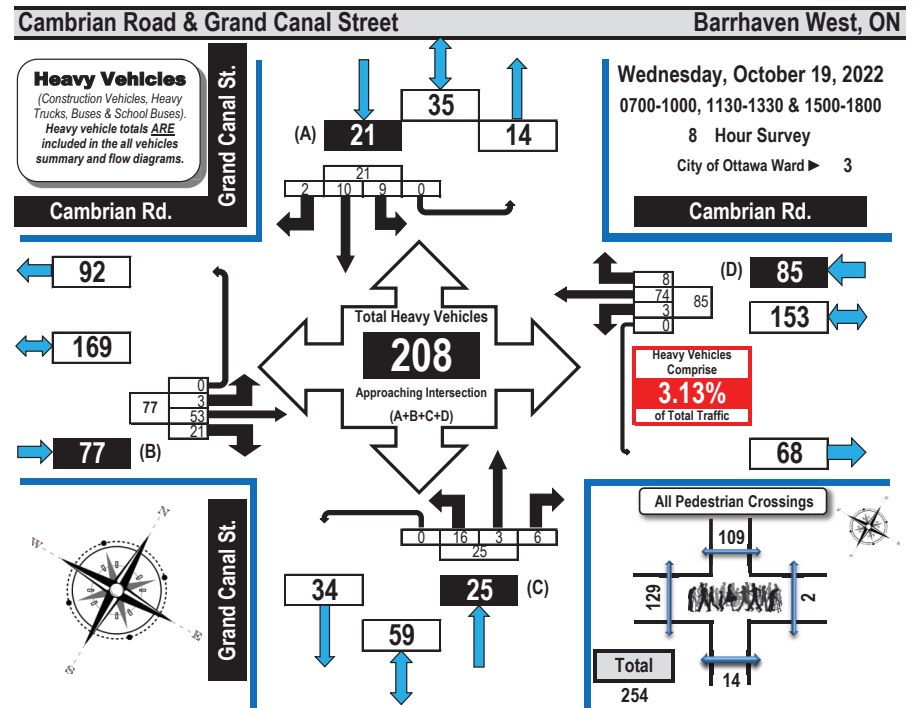 Cambrian Road & Grand Canal Street
Barrhaven West, ON
Heavy Vehicles
(Construction Vehicles, Heavy
Trucks, Buses & School Buses).
Heavy vehicle totals ARE
included in the all vehicles
summary and flow diagrams.
Grand Canal St.
Cambrian Rd.
35
(A)
21
14
21
2 10 9 0
Wednesday, October 19, 2022
0700-1000, 1130-1330 & 1500-1800
8 Hour Survey
City of Ottawa Ward ► 3
Cambrian Rd.
92
169
77
0
3
53
21
77
(B)
Total Heavy Vehicles
208
Approaching Intersection
(A+B+C+D)
8
74
3
0
85
(D)
85
153
Heavy Vehicles
Comprise
3.13%
of Total Traffic
68
N
W
E
S
Grand Canal St.
0 16 3 6
25
34
25
(C)
59
All Pedestrian Crossings
109
129
2
14
Total
254